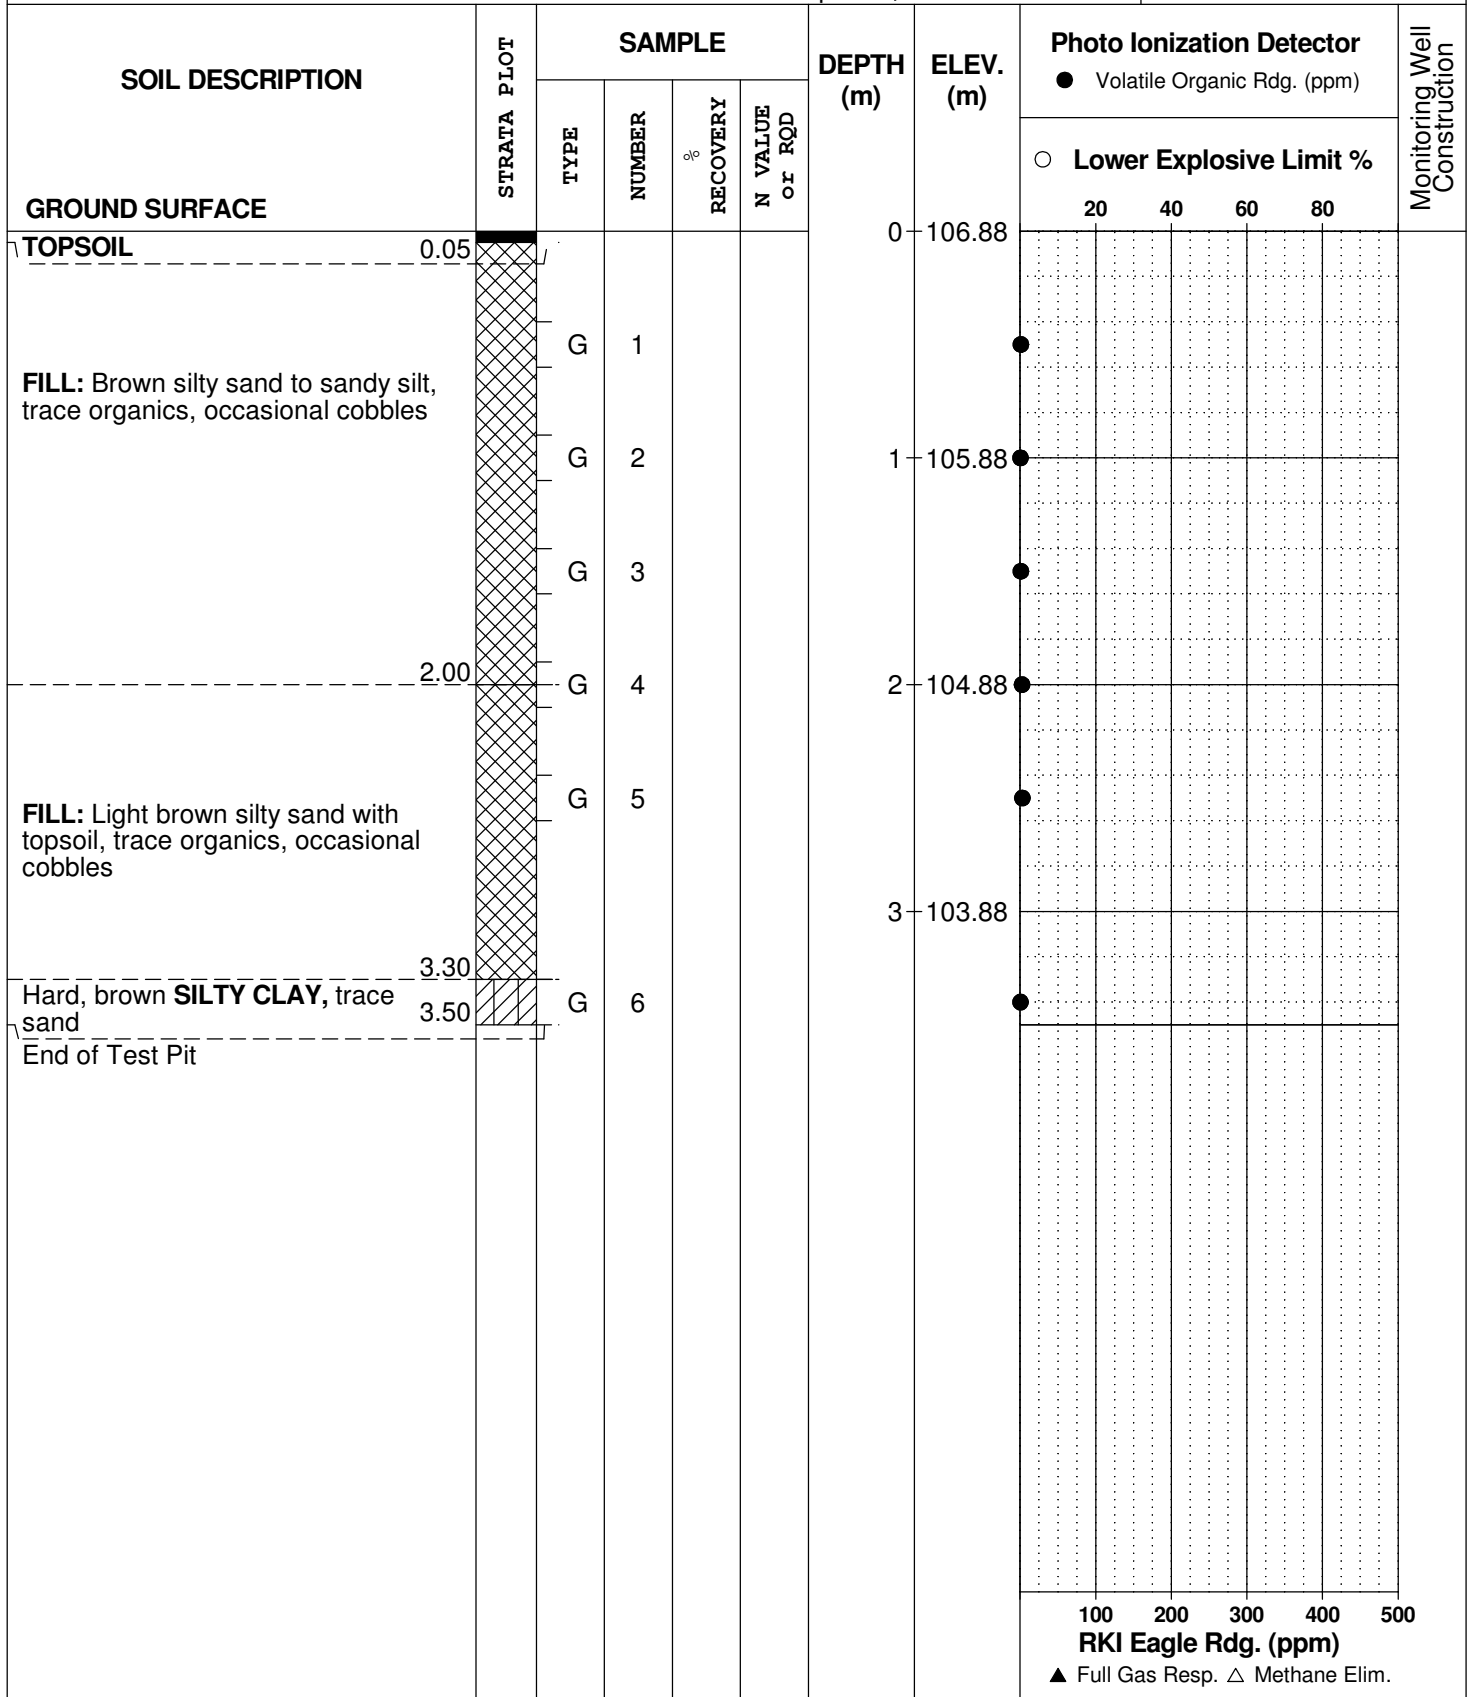 SOIL DESCRIPTION
GROUND SURFACE
STRATA PLOT
SAMPLE
TYPE
NUMBER
%
RECOVERY
N VALUE
or RQD
DEPTH
(m)
ELEV.
(m)
Photo Ionization Detector
● Volatile Organic Rdg. (ppm)
○ Lower Explosive Limit %
20 40 60 80
Monitoring Well
Construction
TOPSOIL 0.05
0 106.88
G 1
FILL: Brown silty sand to sandy silt,
trace organics, occasional cobbles
G 2
1 105.88
G 3
2.00
G 4
2 104.88
G 5
FILL: Light brown silty sand with
topsoil, trace organics, occasional
cobbles
3 103.88
3.30
Hard, brown SILTY CLAY, trace
sand 3.50
G 6
End of Test Pit
100 200 300 400 500
RKI Eagle Rdg. (ppm)
▲ Full Gas Resp. △ Methane Elim.